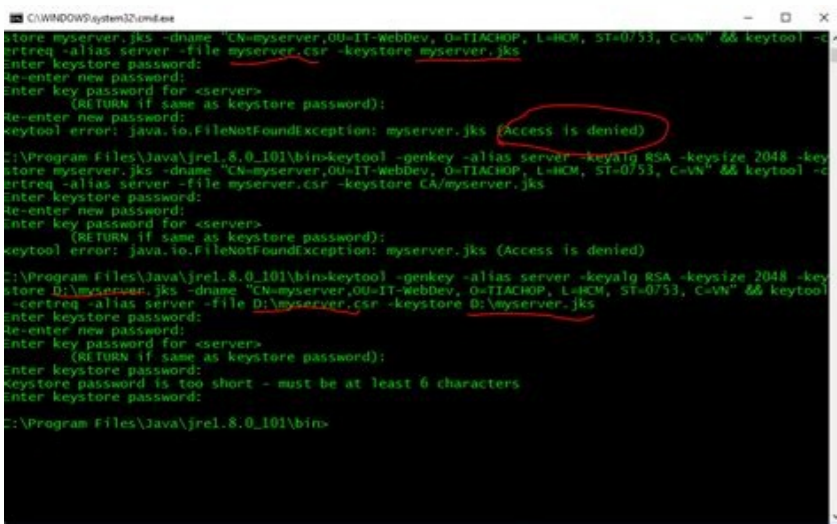 C:\WINDOWS\system32\cmd.exe
store myserver.jks -dname "CN=myserver,OU=IT-WebDev, O=TIACHOP, L=HCM, ST=0753, C=VN" && keytool -c
ertreq -alias server -file myserver.csr -keystore myserver.jks
Enter keystore password:
Re-enter new password:
Enter key password for <server>
(RETURN if same as keystore password):
Re-enter new password:
keytool error: java.io.FileNotFoundException: myserver.jks (Access is denied)
C:\Program Files\Java\jre1.8.0_101\bin>keytool -genkey -alias server -keyalg RSA -keysize 2048 -key
store myserver.jks -dname "CN=myserver,OU=IT-WebDev, O=TIACHOP, L=HCM, ST=0753, C=VN" && keytool -c
ertreq -alias server -file myserver.csr -keystore CA/myserver.jks
Enter keystore password:
Re-enter new password:
Enter key password for <server>
(RETURN if same as keystore password):
keytool error: java.io.FileNotFoundException: myserver.jks (Access is denied)
C:\Program Files\Java\jre1.8.0_101\bin>keytool -genkey -alias server -keyalg RSA -keysize 2048 -key
store D:\myserver.jks -dname "CN=myserver,OU=IT-WebDev, O=TIACHOP, L=HCM, ST=0753, C=VN" && keytool
-certreq -alias server -file D:\myserver.csr -keystore D:\myserver.jks
Enter keystore password:
Re-enter new password:
Enter key password for <server>
(RETURN if same as keystore password):
Enter keystore password:
Keystore password is too short - must be at least 6 characters
Enter keystore password:
C:\Program Files\Java\jre1.8.0_101\bin>